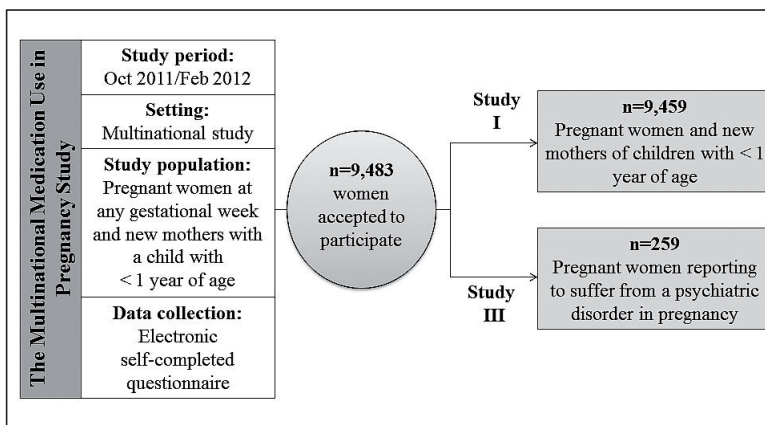 The Multinational Medication Use in
Pregnancy Study
Study period:
Oct 2011/Feb 2012
Setting:
Multinational study
Study population:
Pregnant women at
any gestational week
and new mothers with
a child with
< 1 year of age
Data collection:
Electronic
self-completed
questionnaire
n=9,483
women
accepted to
participate
Study
I
n=9,459
Pregnant women and new
mothers of children with < 1
year of age
Study
III
n=259
Pregnant women reporting
to suffer from a psychiatric
disorder in pregnancy